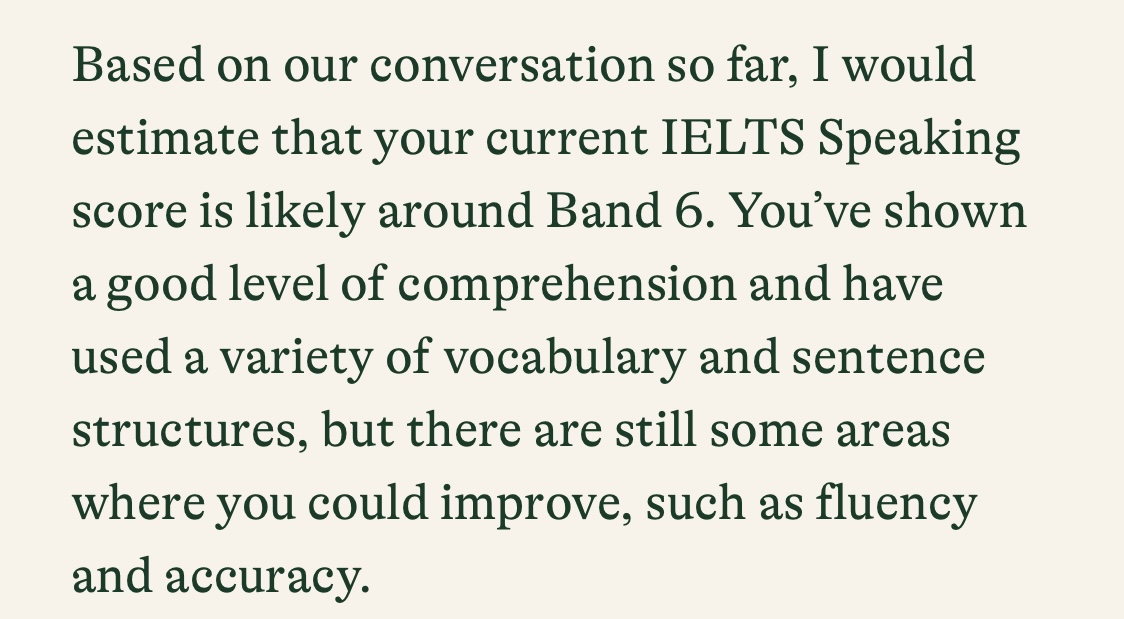 Based on our conversation so far, I would
estimate that your current IELTS Speaking
score is likely around Band 6. You’ve shown
a good level of comprehension and have
used a variety of vocabulary and sentence
structures, but there are still some areas
where you could improve, such as fluency
and accuracy.